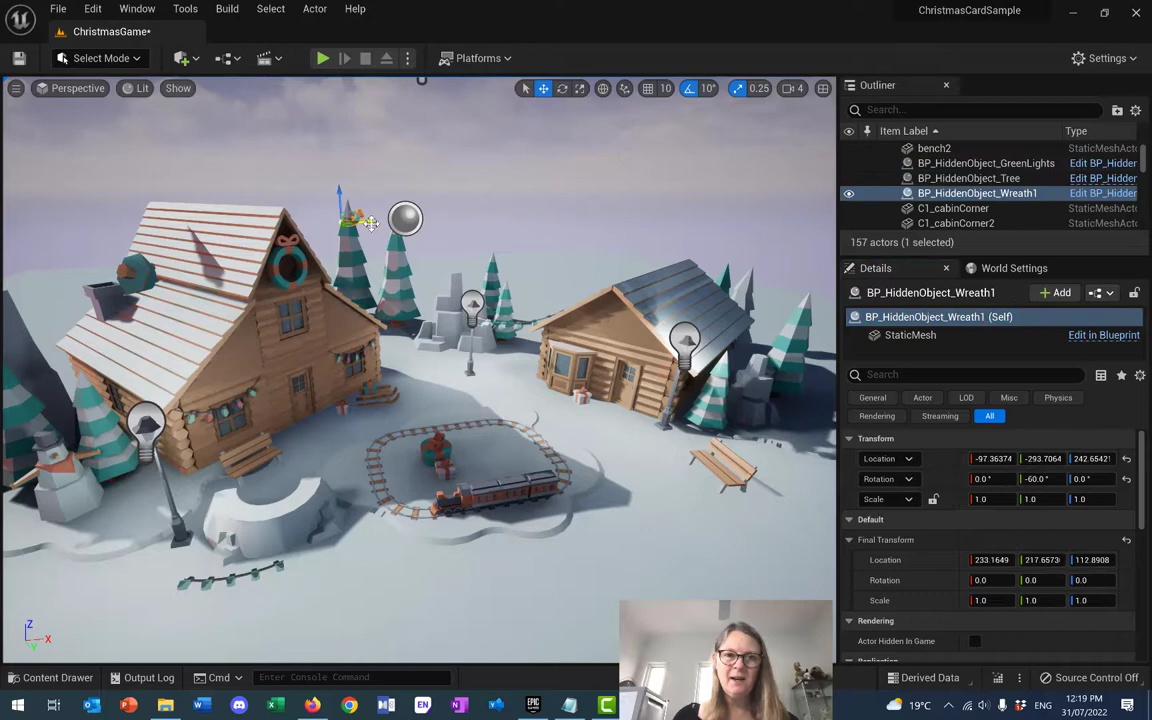 File Edit Window Tools Build Select Actor Help
ChristmasCardSample
ChristmasGame*
Select Mode
Platforms
Settings
Perspective Lit Show
10 10° 0.25 4
Outliner
Search...
Item Label Type
bench2 StaticMeshActo
BP_HiddenObject_GreenLights Edit BP_Hidden
BP_HiddenObject_Tree Edit BP_Hidden
BP_HiddenObject_Wreath1 Edit BP_Hidden
C1_cabinCorner StaticMeshActo
C1_cabinCorner2 StaticMeshActo
157 actors (1 selected)
Details World Settings
BP_HiddenObject_Wreath1 Add
BP_HiddenObject_Wreath1 (Self)
StaticMesh Edit in Blueprint
Search
General Actor LOD Misc Physics
Rendering Streaming All
Transform
Location -97.36374 -293.7064 242.6542
Rotation 0.0° -60.0° 0.0°
Scale 1.0 1.0 1.0
Default
Final Transform
Location 233.1649 217.6573 112.8908
Rotation 0.0 0.0 0.0
Scale 1.0 1.0 1.0
Rendering
Actor Hidden In Game
Replication
Z
X
Y
Content Drawer Output Log Cmd Enter Console Command
Derived Data Source Control Off
EN
EPIC
19°C
12:19 PM
31/07/2022